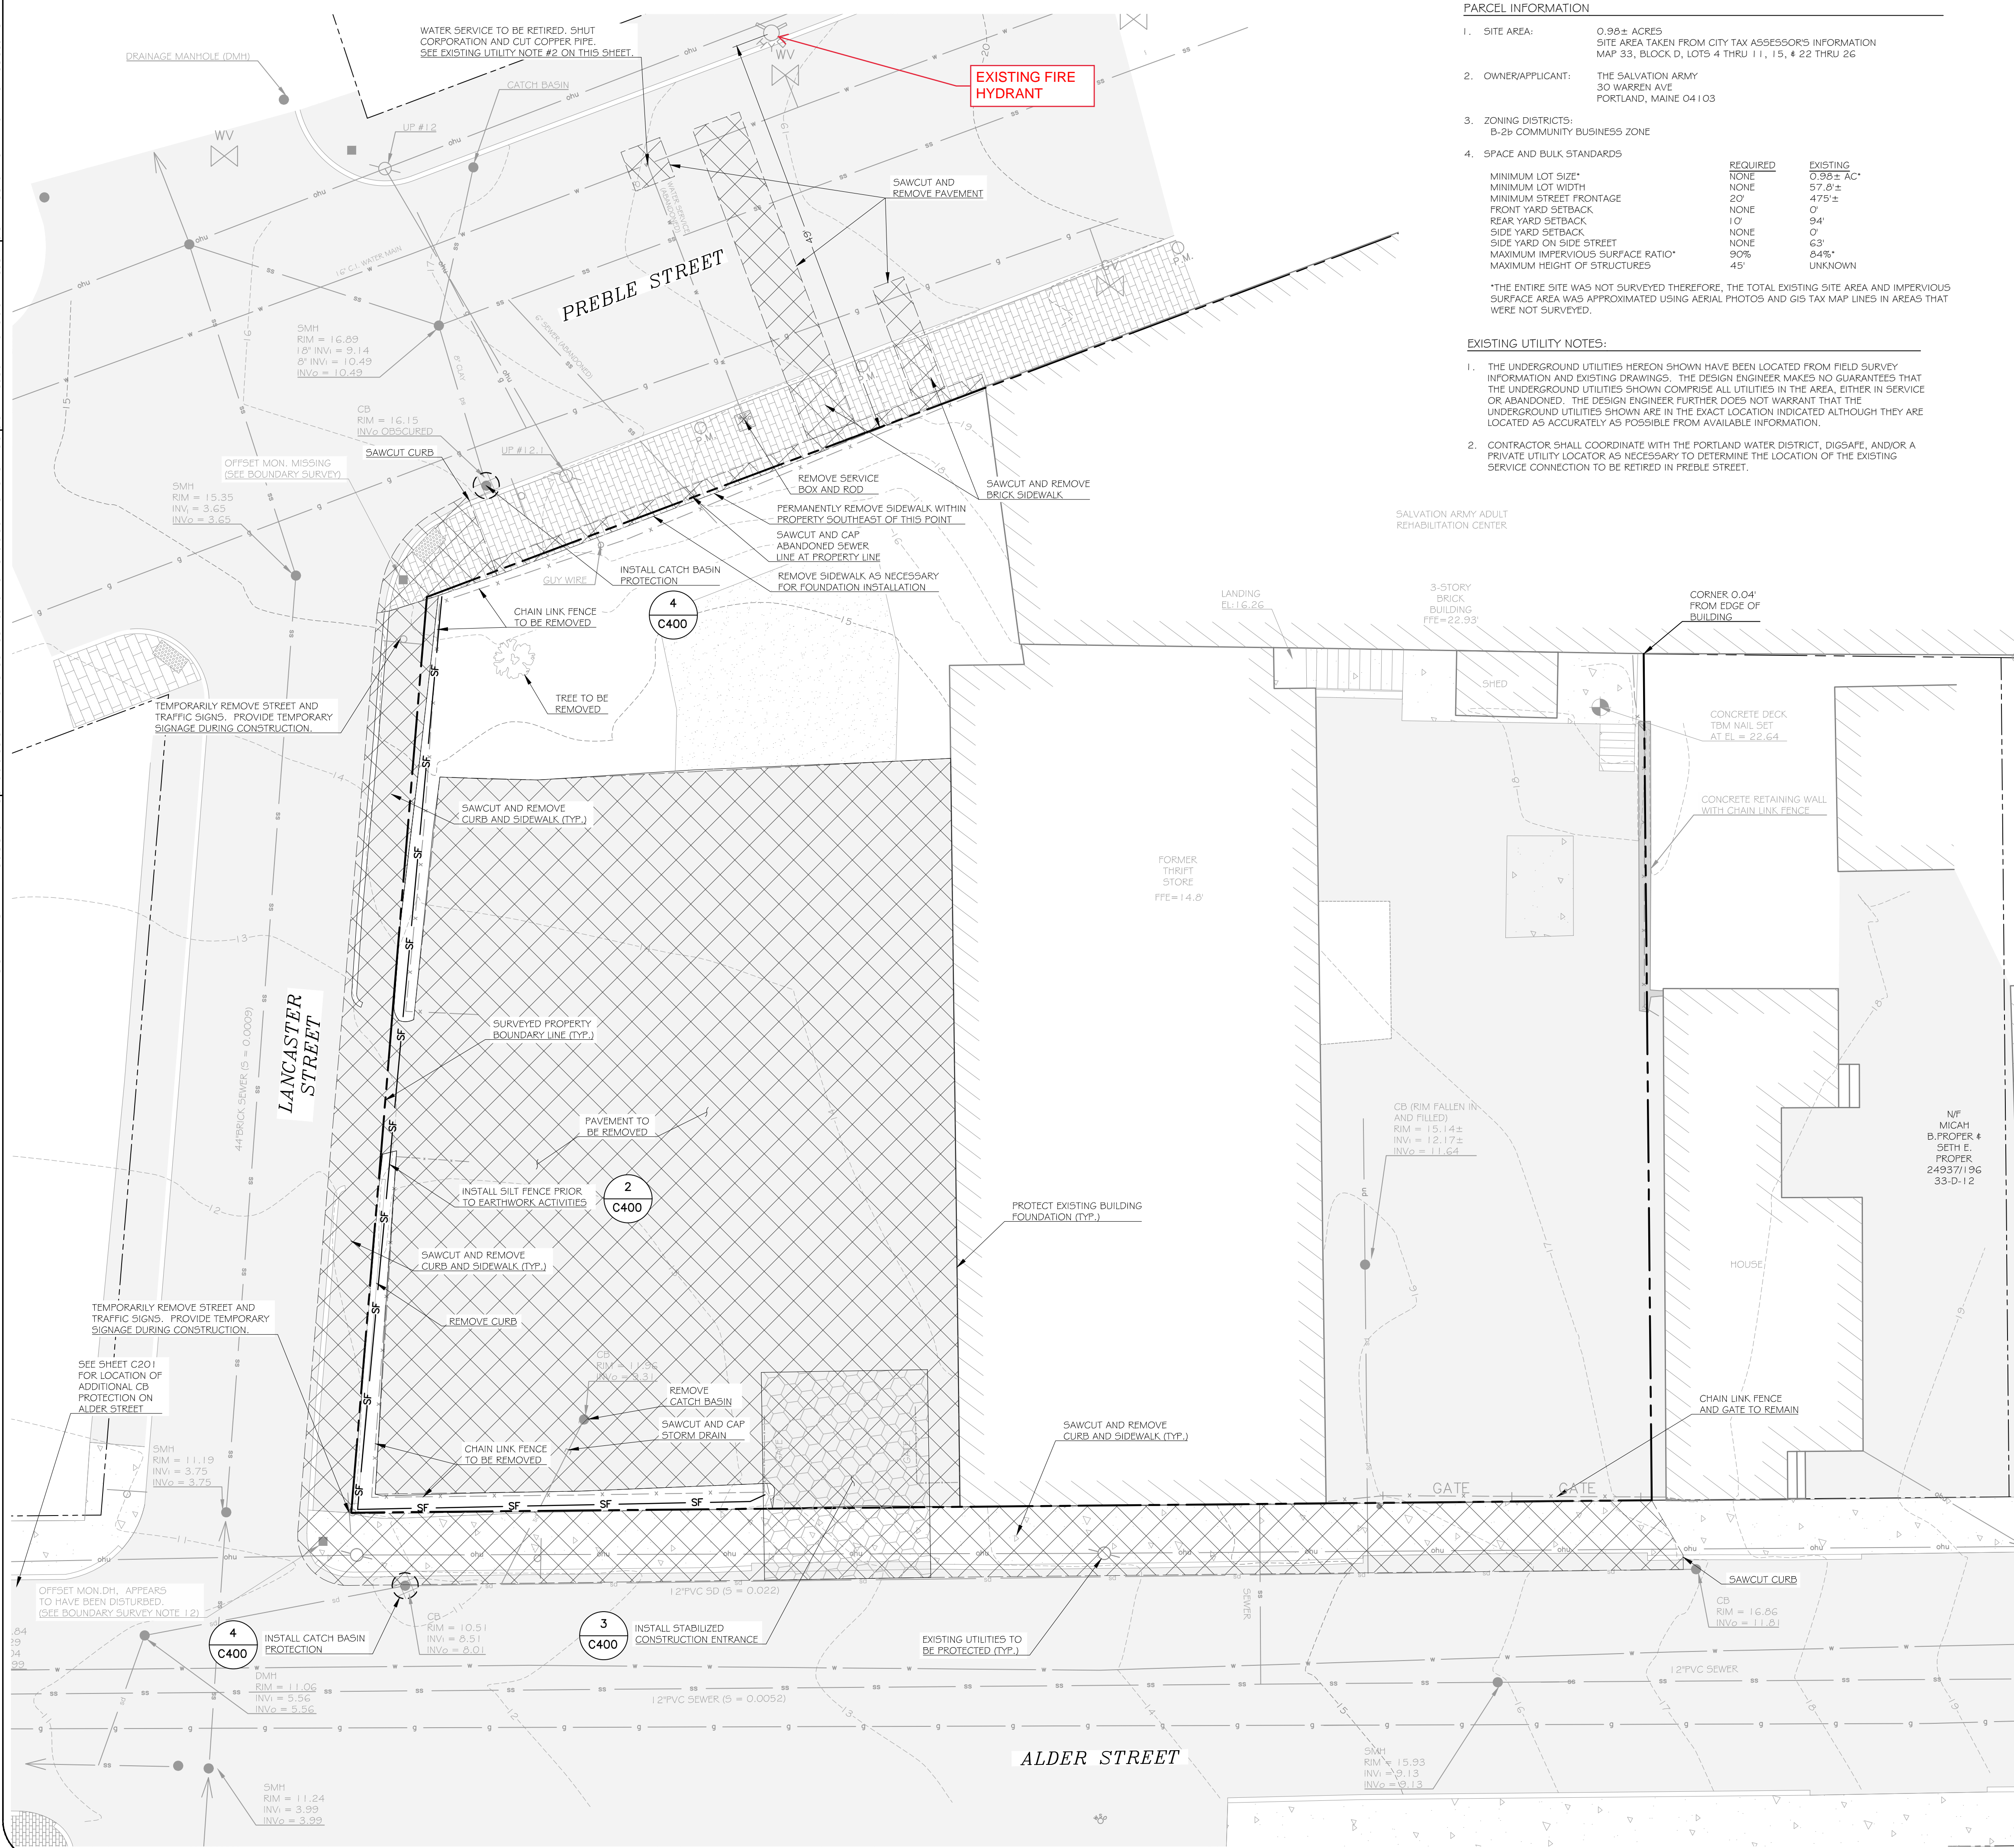 WATER SERVICE TO BE RETIRED. SHUT
CORPORATION AND CUT COPPER PIPE.
SEE EXISTING UTILITY NOTE #2 ON THIS SHEET.
DRAINAGE MANHOLE (DMH)
CATCH BASIN
UP #12
WV
WV
HYD
EXISTING FIRE
HYDRANT
SAWCUT AND
REMOVE PAVEMENT
WATER SERVICE
(ABANDONED)
49'
16" C.I. WATER MAIN
PREBLE STREET
SMH
RIM = 16.89
18" INVi = 9.14
8" INVi = 10.49
INVo = 10.49
8" CLAY
6" SEWER (ABANDONED)
GV
P.M.
P.M.
P.M.
CB
RIM = 16.15
INVo OBSCURED
SAWCUT CURB
UP #12.1
OFFSET MON. MISSING
(SEE BOUNDARY SURVEY)
SMH
RIM = 15.35
INVi = 3.65
INVo = 3.65
REMOVE SERVICE
BOX AND ROD
SAWCUT AND REMOVE
BRICK SIDEWALK
PERMANENTLY REMOVE SIDEWALK WITHIN
PROPERTY SOUTHEAST OF THIS POINT
SAWCUT AND CAP
ABANDONED SEWER
LINE AT PROPERTY LINE
REMOVE SIDEWALK AS NECESSARY
FOR FOUNDATION INSTALLATION
INSTALL CATCH BASIN
PROTECTION
GUY WIRE
4
C400
CHAIN LINK FENCE
TO BE REMOVED
TREE TO BE
REMOVED
TEMPORARILY REMOVE STREET AND
TRAFFIC SIGNS. PROVIDE TEMPORARY
SIGNAGE DURING CONSTRUCTION.
PARCEL INFORMATION
1. SITE AREA: 0.98± ACRES
SITE AREA TAKEN FROM CITY TAX ASSESSOR'S INFORMATION
MAP 33, BLOCK D, LOTS 4 THRU 11, 15, & 22 THRU 26
2. OWNER/APPLICANT: THE SALVATION ARMY
30 WARREN AVE
PORTLAND, MAINE 04103
3. ZONING DISTRICTS:
B-2b COMMUNITY BUSINESS ZONE
4. SPACE AND BULK STANDARDS
REQUIRED EXISTING
MINIMUM LOT SIZE* NONE 0.98± AC*
MINIMUM LOT WIDTH NONE 57.8'±
MINIMUM STREET FRONTAGE 20' 475'±
FRONT YARD SETBACK NONE 0'
REAR YARD SETBACK 10' 94'
SIDE YARD SETBACK NONE 0'
SIDE YARD ON SIDE STREET NONE 63'
MAXIMUM IMPERVIOUS SURFACE RATIO* 90% 84%*
MAXIMUM HEIGHT OF STRUCTURES 45' UNKNOWN
*THE ENTIRE SITE WAS NOT SURVEYED THEREFORE, THE TOTAL EXISTING SITE AREA AND IMPERVIOUS
SURFACE AREA WAS APPROXIMATED USING AERIAL PHOTOS AND GIS TAX MAP LINES IN AREAS THAT
WERE NOT SURVEYED.
EXISTING UTILITY NOTES:
1. THE UNDERGROUND UTILITIES HEREON SHOWN HAVE BEEN LOCATED FROM FIELD SURVEY
INFORMATION AND EXISTING DRAWINGS. THE DESIGN ENGINEER MAKES NO GUARANTEES THAT
THE UNDERGROUND UTILITIES SHOWN COMPRISE ALL UTILITIES IN THE AREA, EITHER IN SERVICE
OR ABANDONED. THE DESIGN ENGINEER FURTHER DOES NOT WARRANT THAT THE
UNDERGROUND UTILITIES SHOWN ARE IN THE EXACT LOCATION INDICATED ALTHOUGH THEY ARE
LOCATED AS ACCURATELY AS POSSIBLE FROM AVAILABLE INFORMATION.
2. CONTRACTOR SHALL COORDINATE WITH THE PORTLAND WATER DISTRICT, DIGSAFE, AND/OR A
PRIVATE UTILITY LOCATOR AS NECESSARY TO DETERMINE THE LOCATION OF THE EXISTING
SERVICE CONNECTION TO BE RETIRED IN PREBLE STREET.
SALVATION ARMY ADULT
REHABILITATION CENTER
LANDING
EL:16.26
3-STORY
BRICK
BUILDING
FFE=22.93'
CORNER 0.04'
FROM EDGE OF
BUILDING
SHED
CONCRETE DECK
TBM NAIL SET
AT EL = 22.64
CONCRETE RETAINING WALL
WITH CHAIN LINK FENCE
SAWCUT AND REMOVE
CURB AND SIDEWALK (TYP.)
FORMER
THRIFT
STORE
FFE=14.8'
LANCASTER
STREET
44"BRICK SEWER (S = 0.0009)
SURVEYED PROPERTY
BOUNDARY LINE (TYP.)
PAVEMENT TO
BE REMOVED
INSTALL SILT FENCE PRIOR
TO EARTHWORK ACTIVITIES
2
C400
CB (RIM FALLEN IN
AND FILLED)
RIM = 15.14±
INVi = 12.17±
INVo = 11.64
N/F
MICAH
B.PROPER &
SETH E.
PROPER
24937/196
33-D-12
PROTECT EXISTING BUILDING
FOUNDATION (TYP.)
SAWCUT AND REMOVE
CURB AND SIDEWALK (TYP.)
HOUSE
TEMPORARILY REMOVE STREET AND
TRAFFIC SIGNS. PROVIDE TEMPORARY
SIGNAGE DURING CONSTRUCTION.
REMOVE CURB
SEE SHEET C201
FOR LOCATION OF
ADDITIONAL CB
PROTECTION ON
ALDER STREET
CB
RIM = 11.96
INVo = 9.31
REMOVE
CATCH BASIN
SAWCUT AND CAP
STORM DRAIN
CHAIN LINK FENCE
TO BE REMOVED
GATE
GATE
SAWCUT AND REMOVE
CURB AND SIDEWALK (TYP.)
CHAIN LINK FENCE
AND GATE TO REMAIN
GATE
GATE
SMH
RIM = 11.19
INVi = 3.75
INVo = 3.75
OFFSET MON.DH, APPEARS
TO HAVE BEEN DISTURBED.
(SEE BOUNDARY SURVEY NOTE 12)
12"PVC SD (S = 0.022)
SEWER
SAWCUT CURB
CB
RIM = 16.86
INVo = 11.81
4
C400
INSTALL CATCH BASIN
PROTECTION
CB
RIM = 10.51
INVi = 8.51
INVo = 8.01
3
C400
INSTALL STABILIZED
CONSTRUCTION ENTRANCE
EXISTING UTILITIES TO
BE PROTECTED (TYP.)
DMH
RIM = 11.06
INVi = 5.56
INVo = 5.56
12"PVC SEWER
12"PVC SEWER (S = 0.0052)
ALDER STREET
SMH
RIM = 15.93
INVi = 9.13
INVo = 9.13
SMH
RIM = 11.24
INVi = 3.99
INVo = 3.99